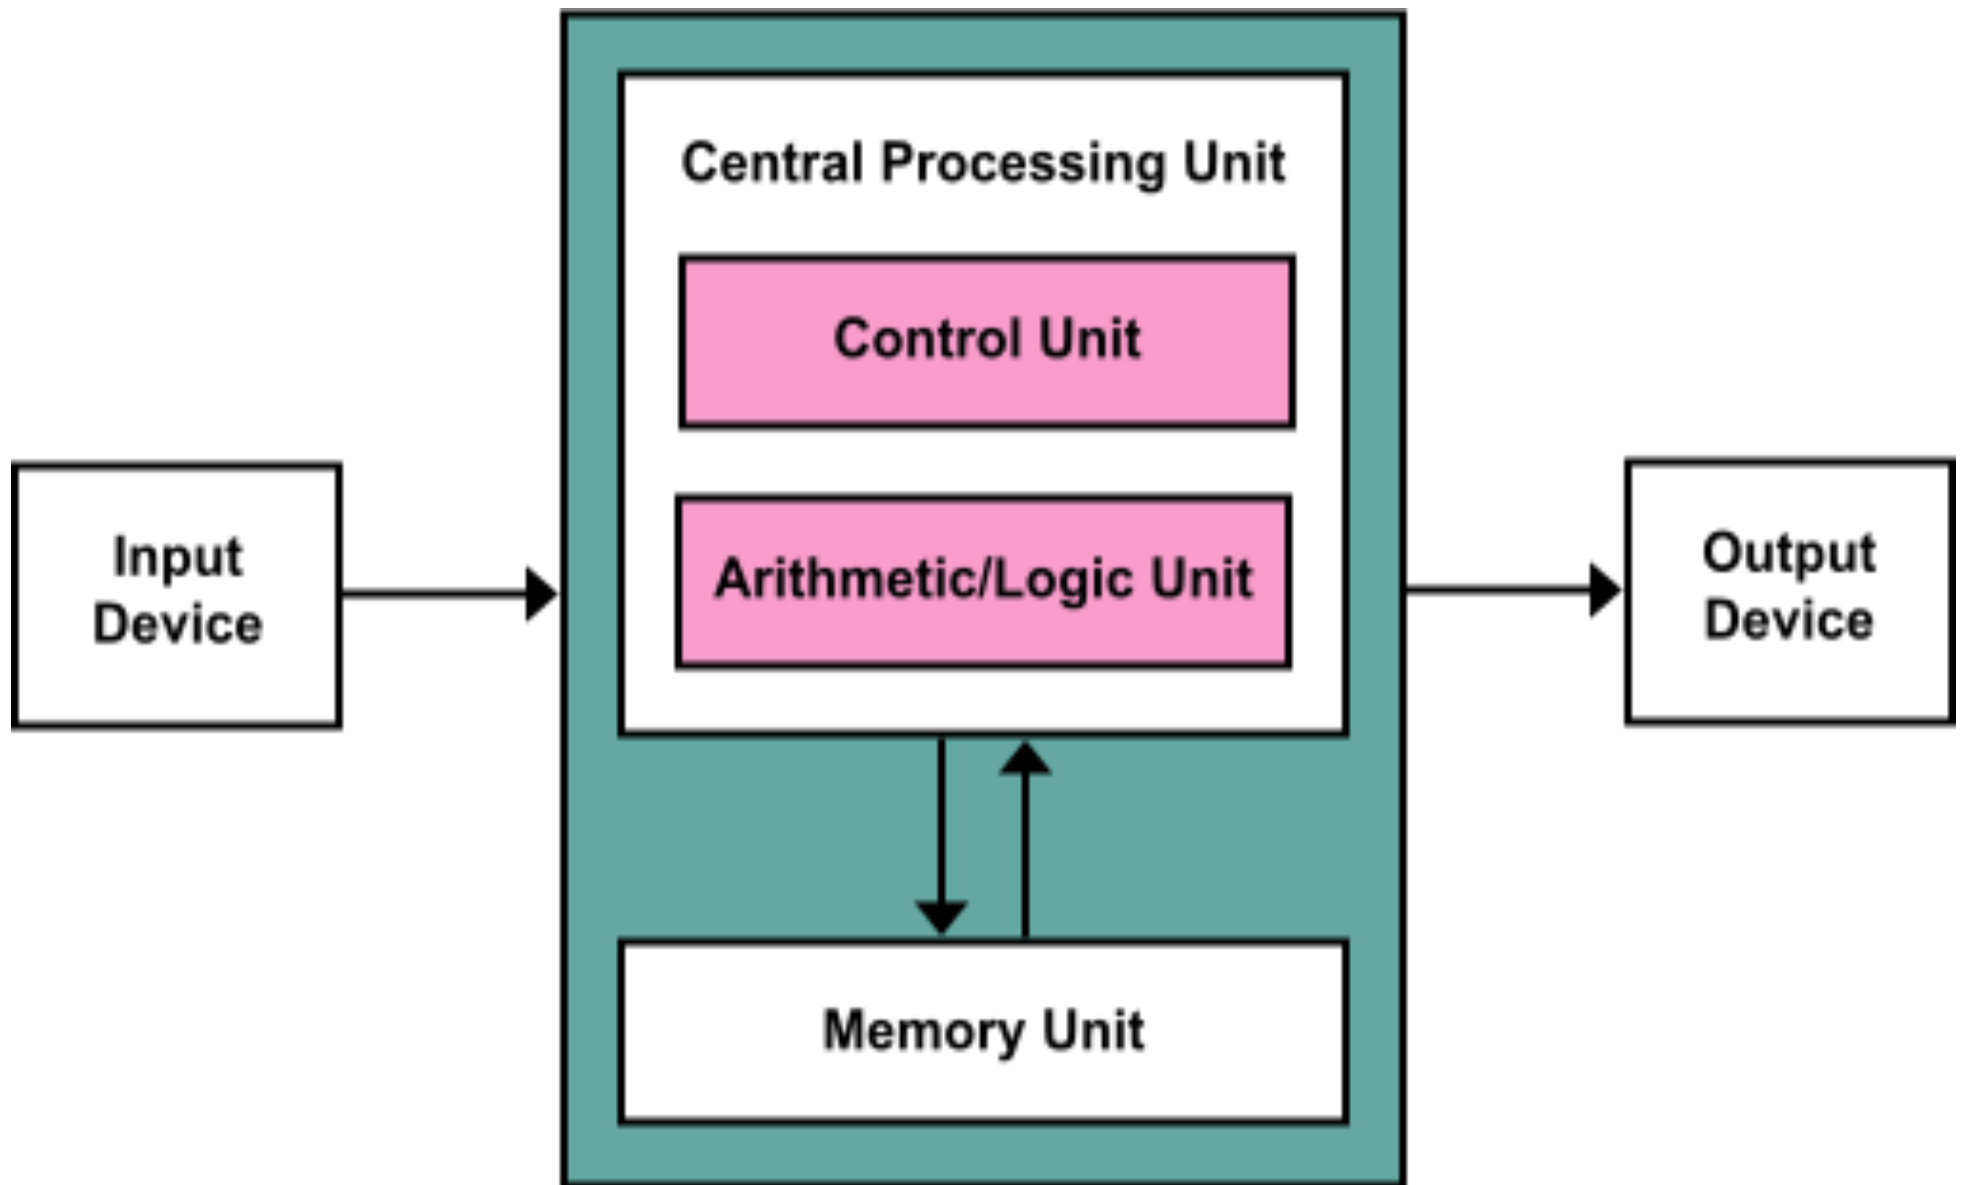 Central Processing Unit
Control Unit
Arithmetic/Logic Unit
Input
Device
Output
Device
Memory Unit